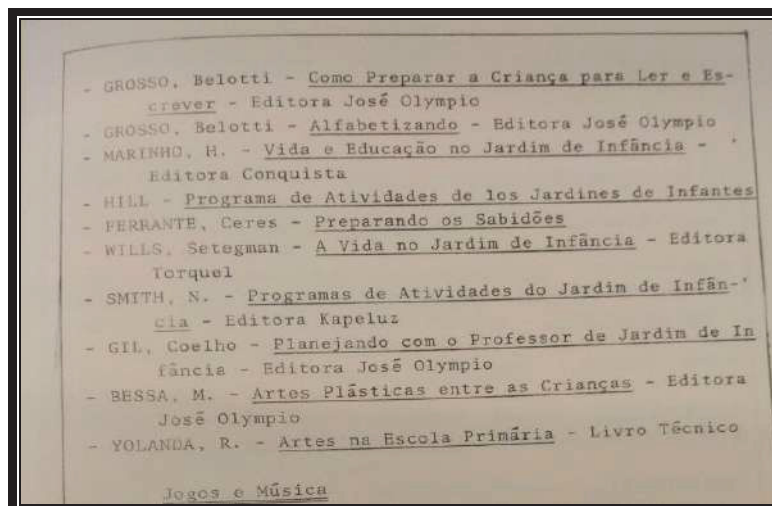 - GROSSO, Belotti - Como Preparar a Criança para Ler e Es-
crever - Editora José Olympio
- GROSSO, Belotti - Alfabetizando - Editora José Olympio
- MARINHO, H. - Vida e Educação no Jardim de Infância -
Editora Conquista
- HILL - Programa de Atividades de los Jardines de Infantes
- FERRANTE, Ceres - Preparando os Sabidões
- WILLS, Setegman - A Vida no Jardim de Infância - Editora
Torquel
- SMITH, N. - Programas de Atividades do Jardim de Infân-'
cia - Editora Kapeluz
- GIL, Coelho - Planejando com o Professor de Jardim de In
fância - Editora José Olympio
- BESSA, M. - Artes Plásticas entre as Crianças - Editora
José Olympio
- YOLANDA, R. - Artes na Escola Primária - Livro Técnico
Jogos e Música